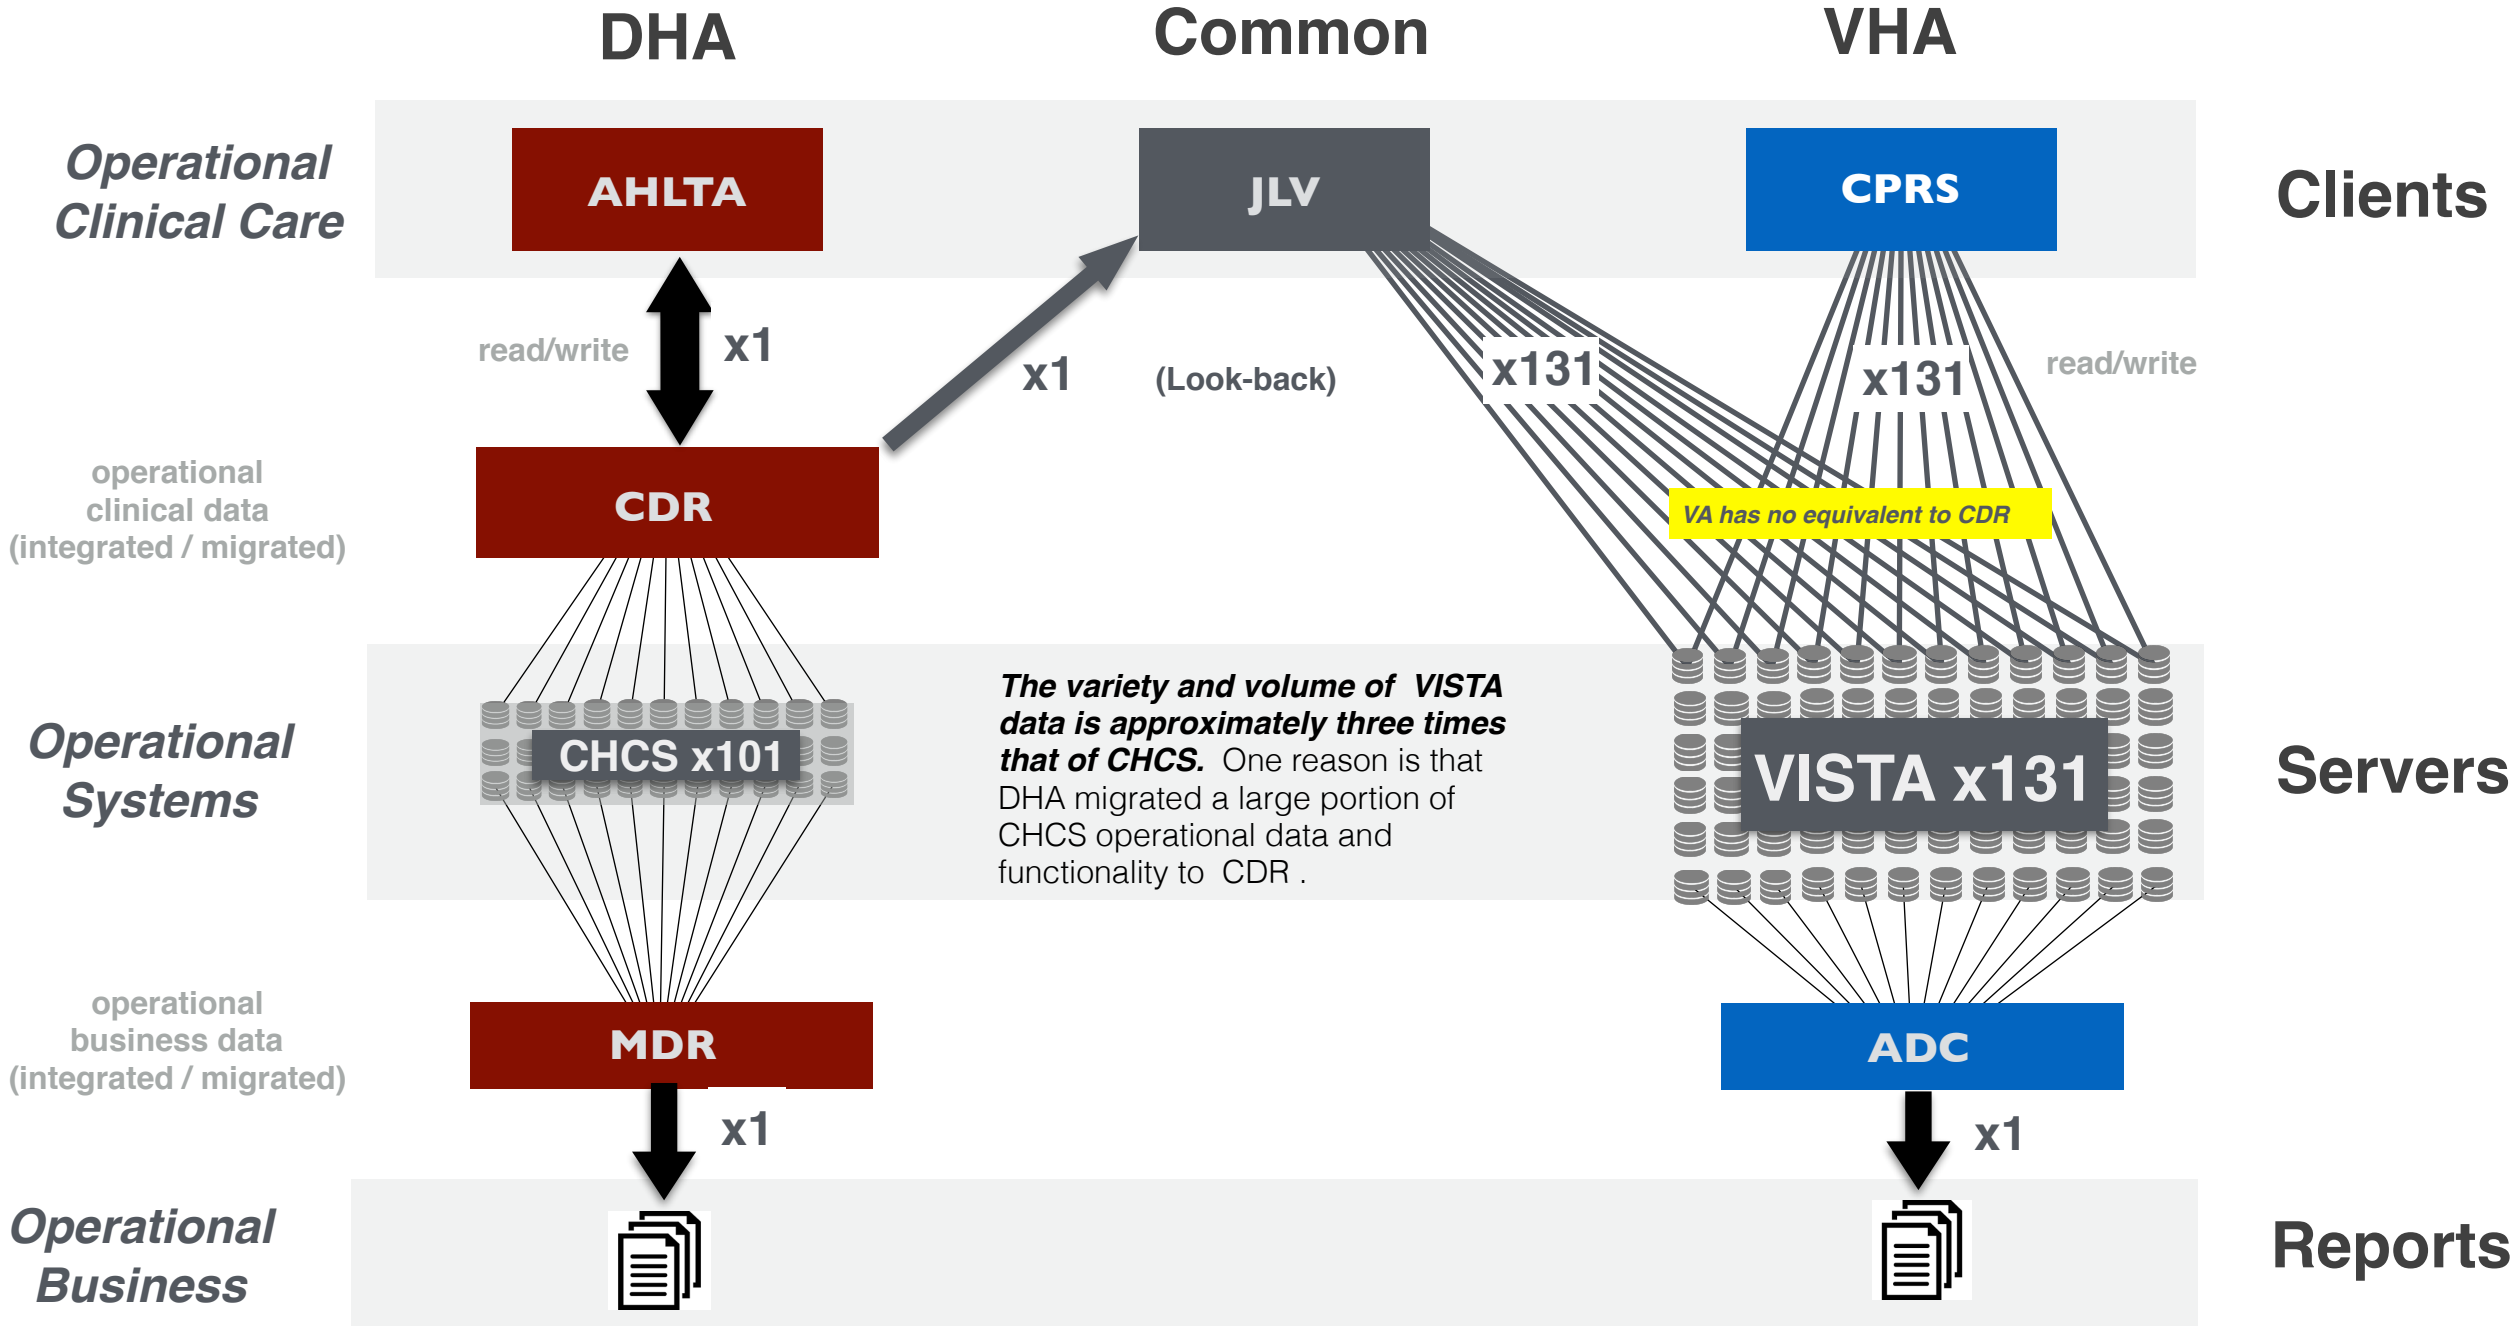 DHA
Common
VHA
Operational
Clinical Care
AHLTA
JLV
CPRS
Clients
read/write
x1
x1
(Look-back)
x131
x131
read/write
operational
clinical data
(integrated / migrated)
CDR
VA has no equivalent to CDR
Operational
Systems
CHCS x101
The variety and volume of VISTA
data is approximately three times
that of CHCS. One reason is that
DHA migrated a large portion of
CHCS operational data and
functionality to CDR .
VISTA x131
Servers
operational
business data
(integrated / migrated)
MDR
ADC
x1
x1
Operational
Business
Reports